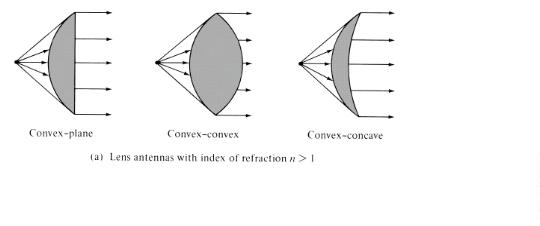 Convex-plane Convex-convex Convex-concave
(a) Lens antennas with index of refraction n > 1